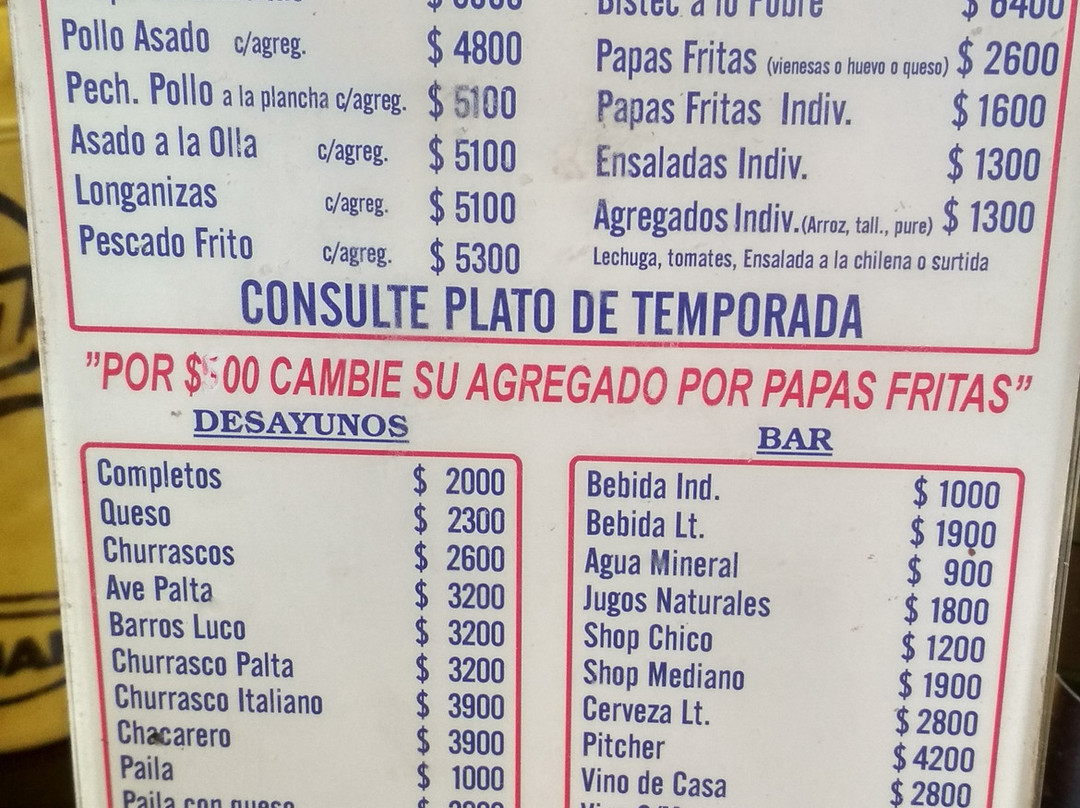 Pollo Asado c/agreg. $ 4800
Pech. Pollo a la plancha c/agreg. $ 5100
Asado a la Olla c/agreg. $ 5100
Longanizas c/agreg. $ 5100
Pescado Frito c/agreg. $ 5300
Bistec a lo Pobre $ 6400
Papas Fritas (vienesas o huevo o queso) $ 2600
Papas Fritas Indiv. $ 1600
Ensaladas Indiv. $ 1300
Agregados Indiv.(Arroz, tall., pure) $ 1300
Lechuga, tomates, Ensalada a la chilena o surtida
CONSULTE PLATO DE TEMPORADA
"POR CAMBIE SU AGREGADO POR PAPAS FRITAS"
DESAYUNOS
Completos $ 2000
Queso $ 2300
Churrascos $ 2600
Ave Palta $ 3200
Barros Luco $ 3200
Churrasco Palta $ 3200
Churrasco Italiano $ 3900
Chacarero $ 3900
Paila $ 1000
Paila con queso
BAR
Bebida Ind. $ 1000
Bebida Lt. $ 1900
Agua Mineral $ 900
Jugos Naturales $ 1800
Shop Chico $ 1200
Shop Mediano $ 1900
Cerveza Lt. $ 2800
Pitcher $ 4200
Vino de Casa $ 2800